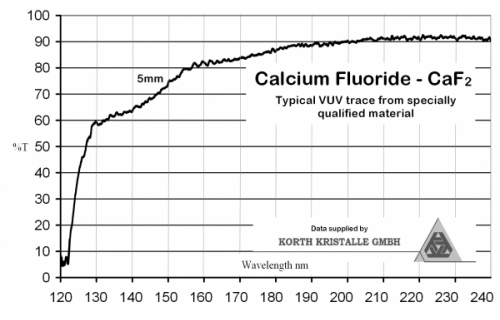 100
90
80
70
60
%T 50
40
30
20
10
0
5mm
Calcium Fluoride - CaF2
Typical VUV trace from specially
qualified material
Data supplied by
KORTH KRISTALLE GMBH
Wavelength nm
120 130 140 150 160 170 180 190 200 210 220 230 240